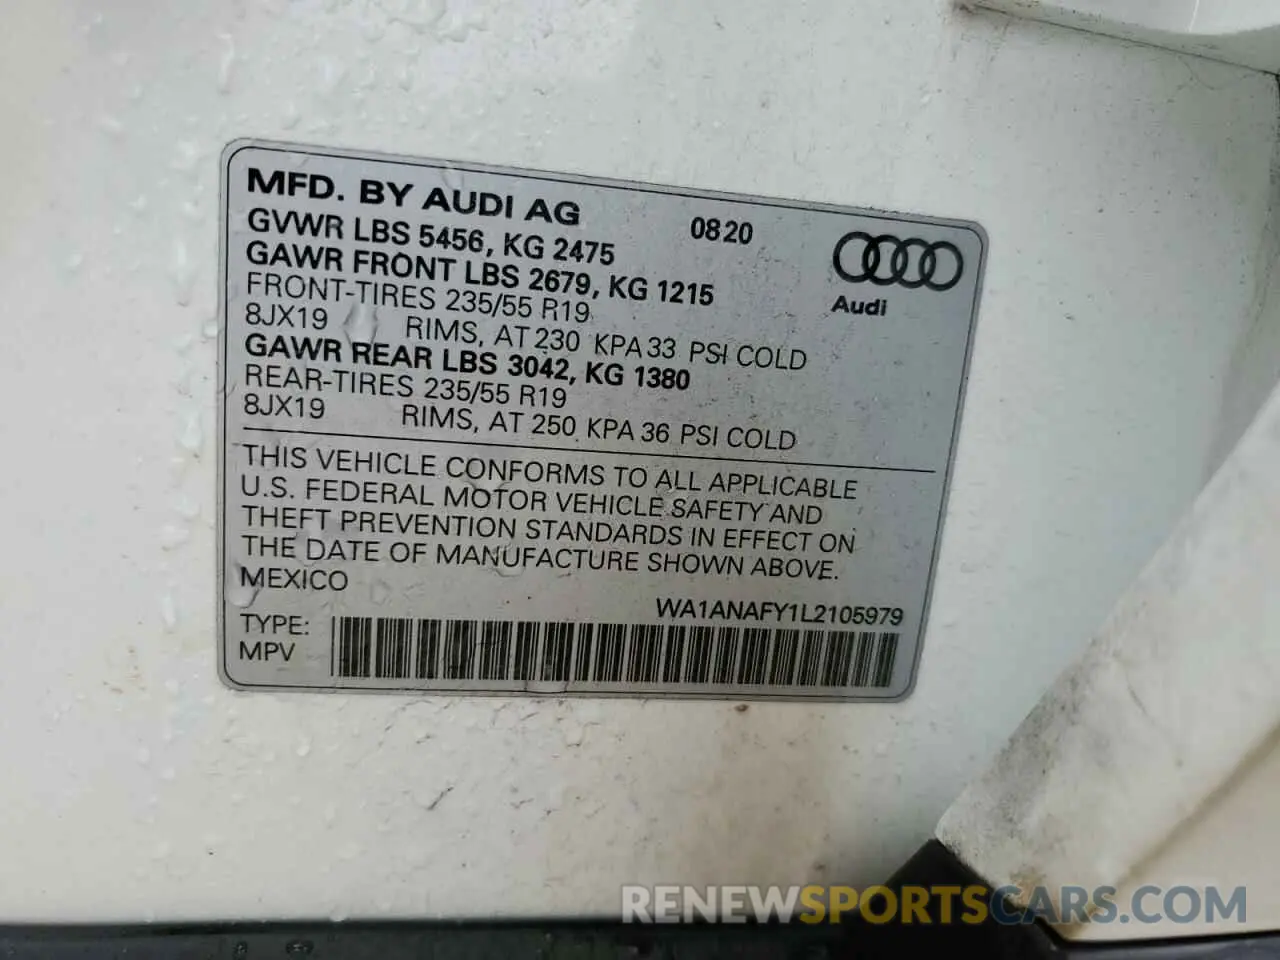 MFD. BY AUDI AG 0820
GVWR LBS 5456, KG 2475
GAWR FRONT LBS 2679, KG 1215
FRONT-TIRES 235/55 R19
8JX19 RIMS, AT 230 KPA 33 PSI COLD
GAWR REAR LBS 3042, KG 1380
REAR-TIRES 235/55 R19
8JX19 RIMS, AT 250 KPA 36 PSI COLD
Audi
THIS VEHICLE CONFORMS TO ALL APPLICABLE
U.S. FEDERAL MOTOR VEHICLE SAFETY AND
THEFT PREVENTION STANDARDS IN EFFECT ON
THE DATE OF MANUFACTURE SHOWN ABOVE.
MEXICO
WA1ANAFY1L2105979
TYPE:
MPV
RENEWSPORTSCARS.COM